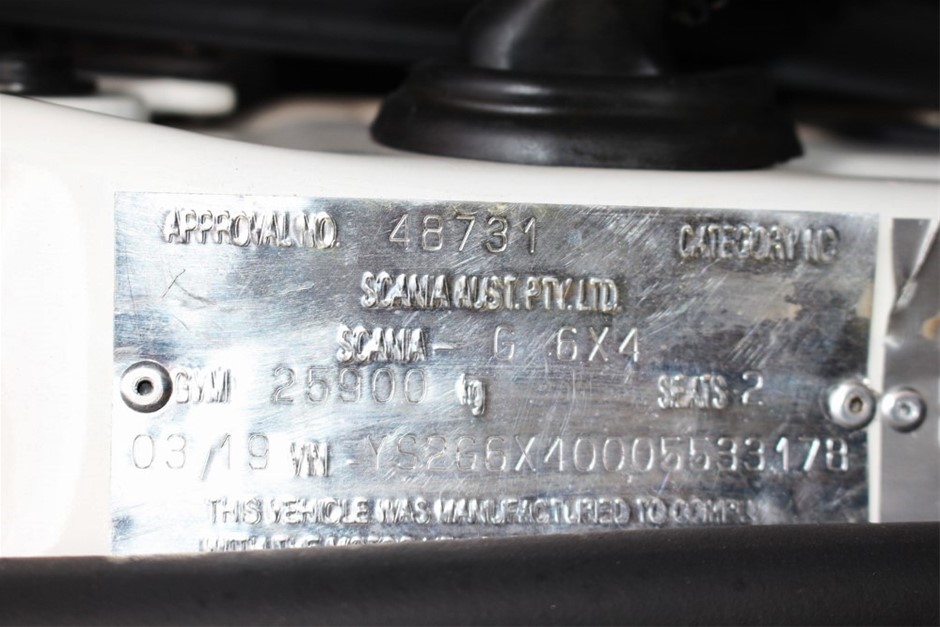 APPROVAL NO. 48731 CATEGORY NC
SCANIA AUST. PTY. LTD.
SCANIA - G 6X4
GVM 25900 kg SEATS 2
03/19 VIN YS2G6X40005533178
THIS VEHICLE WAS MANUFACTURED TO COMPLY